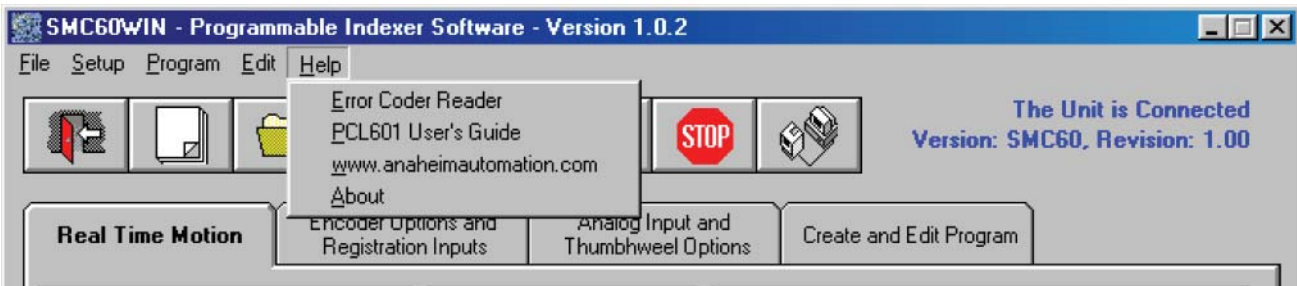 SMC60WIN - Programmable Indexer Software - Version 1.0.2
File Setup Program Edit Help
Error Coder Reader
PCL601 User's Guide
www.anaheimautomation.com
About
STOP
The Unit is Connected
Version: SMC60, Revision: 1.00
Real Time Motion
Encoder Options and
Registration Inputs
Analog Input and
Thumbhweel Options
Create and Edit Program